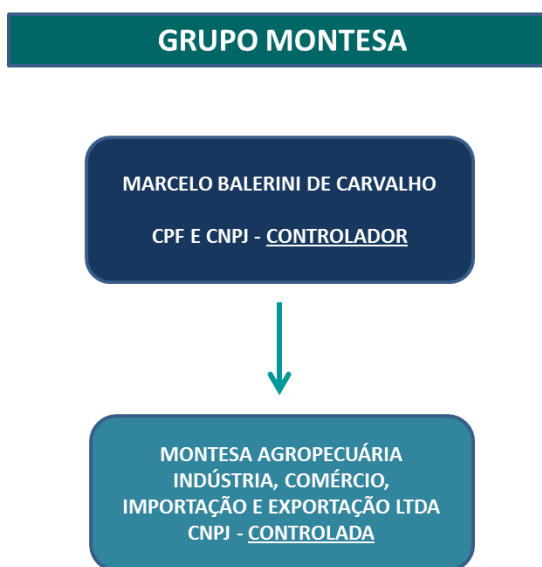 GRUPO MONTESA
MARCELO BALERINI DE CARVALHO
CPF E CNPJ - CONTROLADOR
MONTESA AGROPECUÁRIA
INDÚSTRIA, COMÉRCIO,
IMPORTAÇÃO E EXPORTAÇÃO LTDA
CNPJ - CONTROLADA